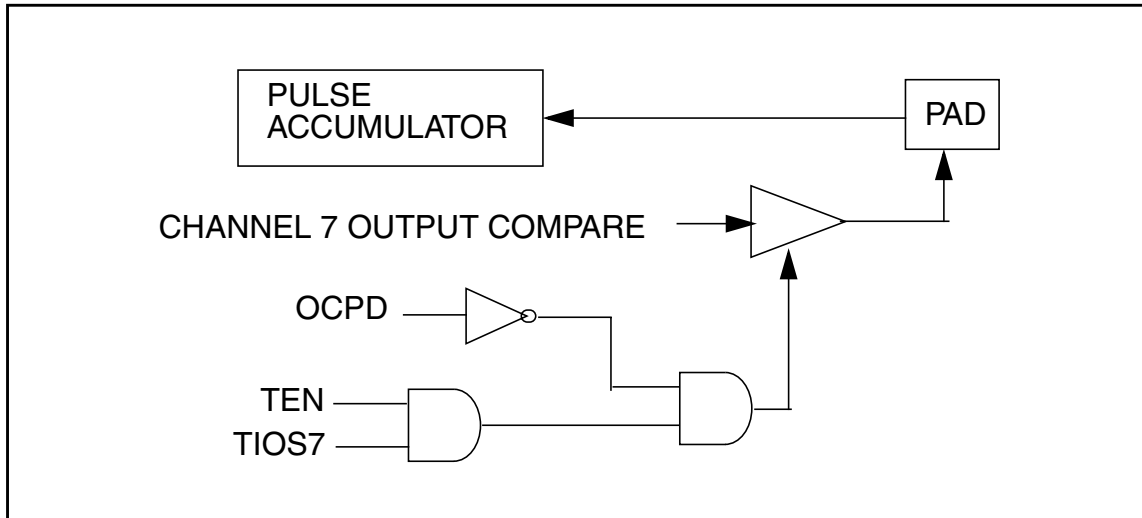 PULSE
ACCUMULATOR
PAD
CHANNEL 7 OUTPUT COMPARE
OCPD
TEN
TIOS7